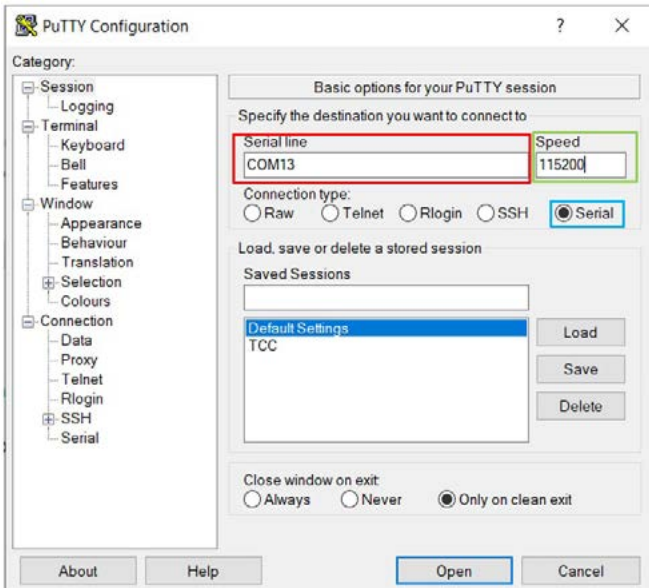 PuTTY Configuration
?
Category:
Session
Logging
Terminal
Keyboard
Bell
Features
Window
Appearance
Behaviour
Translation
Selection
Colours
Connection
Data
Proxy
Telnet
Rlogin
SSH
Serial
Basic options for your PuTTY session
Specify the destination you want to connect to
Serial line Speed
COM13 115200
Connection type:
Raw Telnet Rlogin SSH Serial
Load, save or delete a stored session
Saved Sessions
Default Settings
TCC
Load
Save
Delete
Close window on exit:
Always Never Only on clean exit
About Help Open Cancel